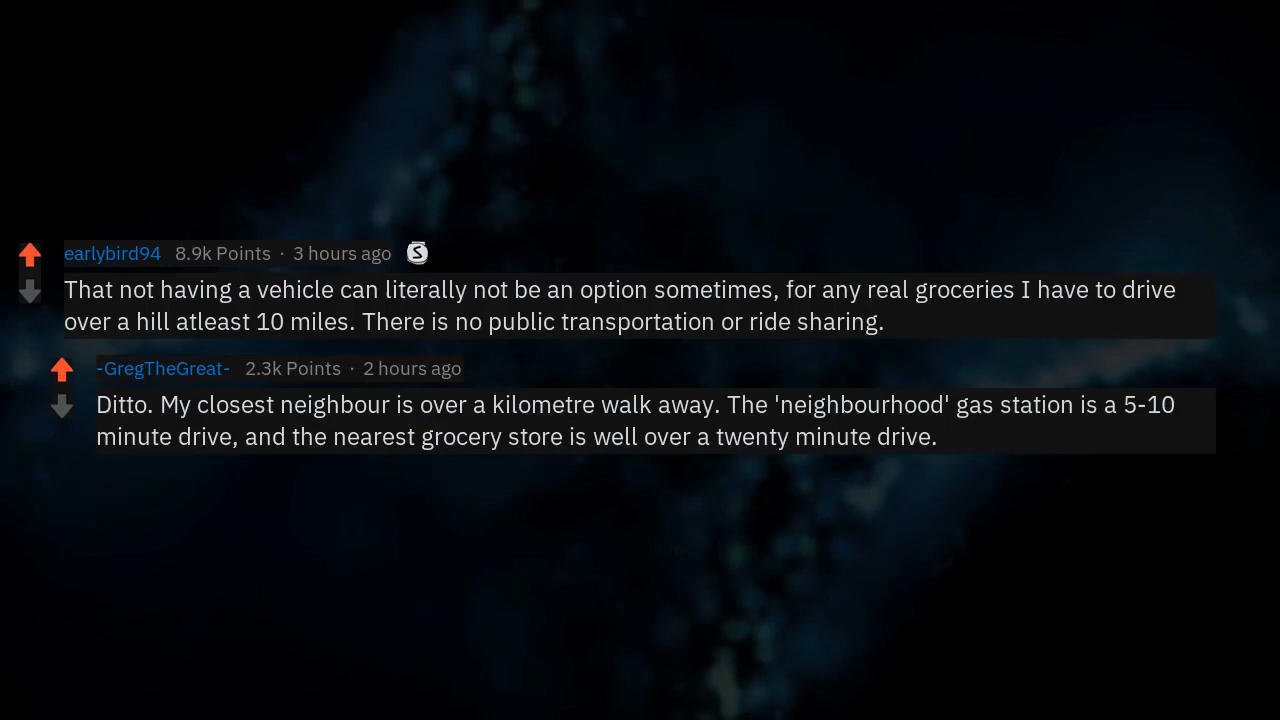 earlybird94 8.9k Points · 3 hours ago S
That not having a vehicle can literally not be an option sometimes, for any real groceries I have to drive
over a hill atleast 10 miles. There is no public transportation or ride sharing.
-GregTheGreat- 2.3k Points · 2 hours ago
Ditto. My closest neighbour is over a kilometre walk away. The 'neighbourhood' gas station is a 5-10
minute drive, and the nearest grocery store is well over a twenty minute drive.